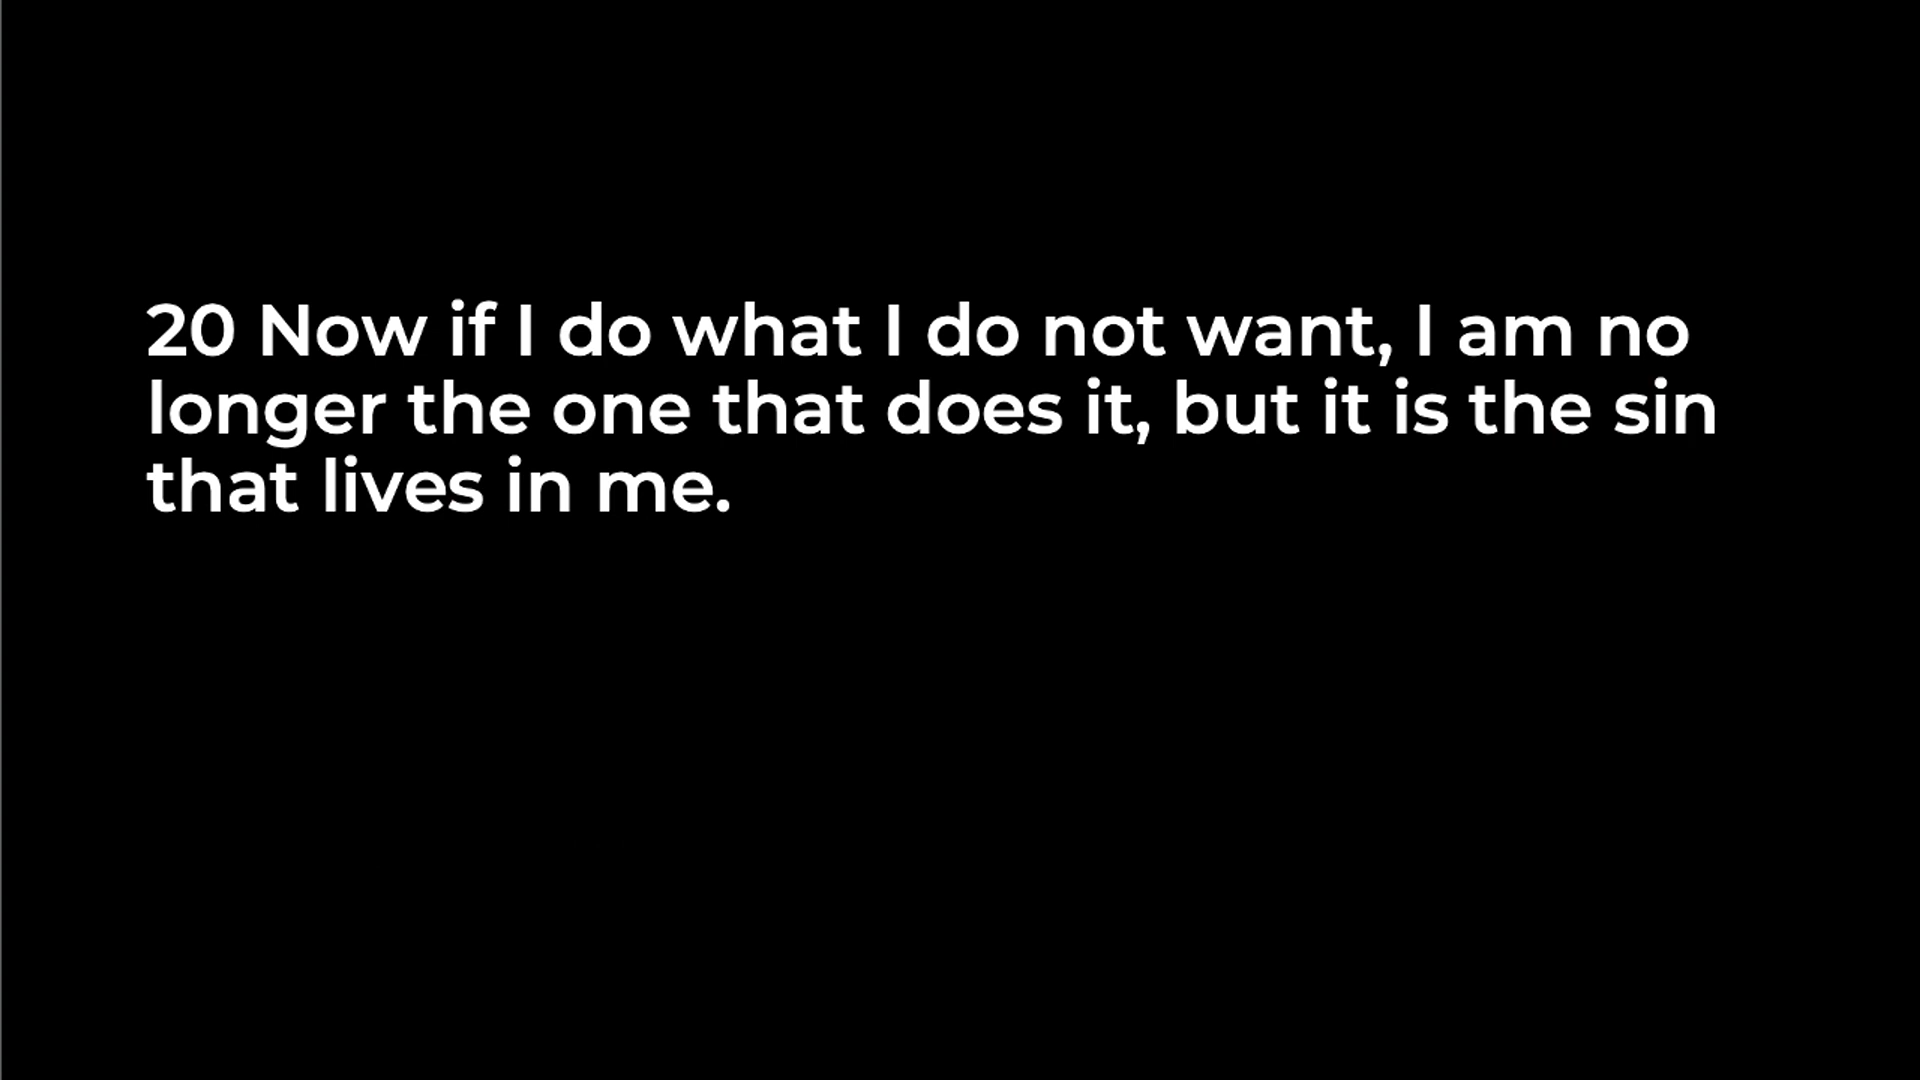 20 Now if I do what I do not want, I am no
longer the one that does it, but it is the sin
that lives in me.